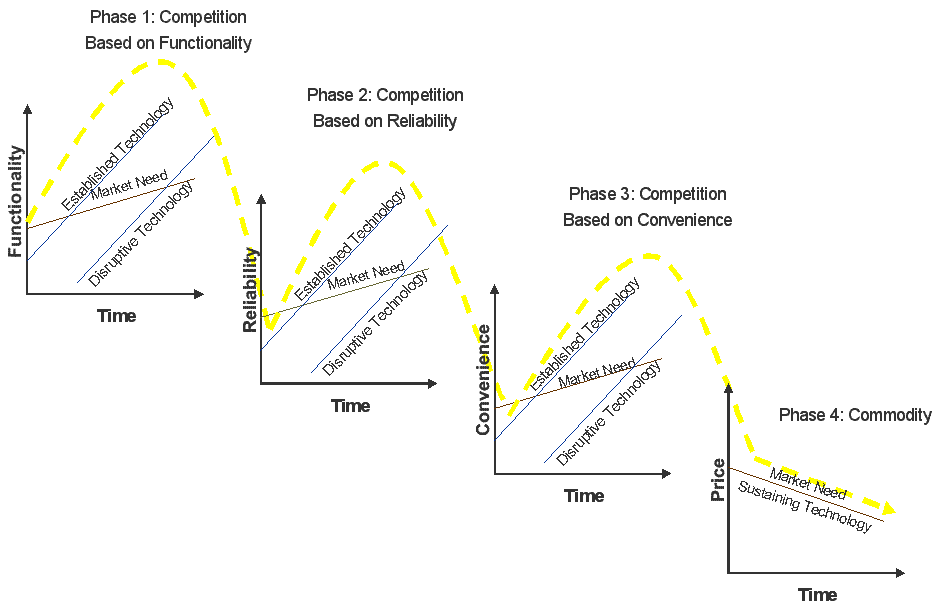 Phase 1: Competition
Based on Functionality
Functionality
Established Technology
Market Need
Disruptive Technology
Time
Phase 2: Competition
Based on Reliability
Reliability
Established Technology
Market Need
Disruptive Technology
Time
Phase 3: Competition
Based on Convenience
Convenience
Established Technology
Market Need
Disruptive Technology
Time
Phase 4: Commodity
Price
Market Need
Sustaining Technology
Time